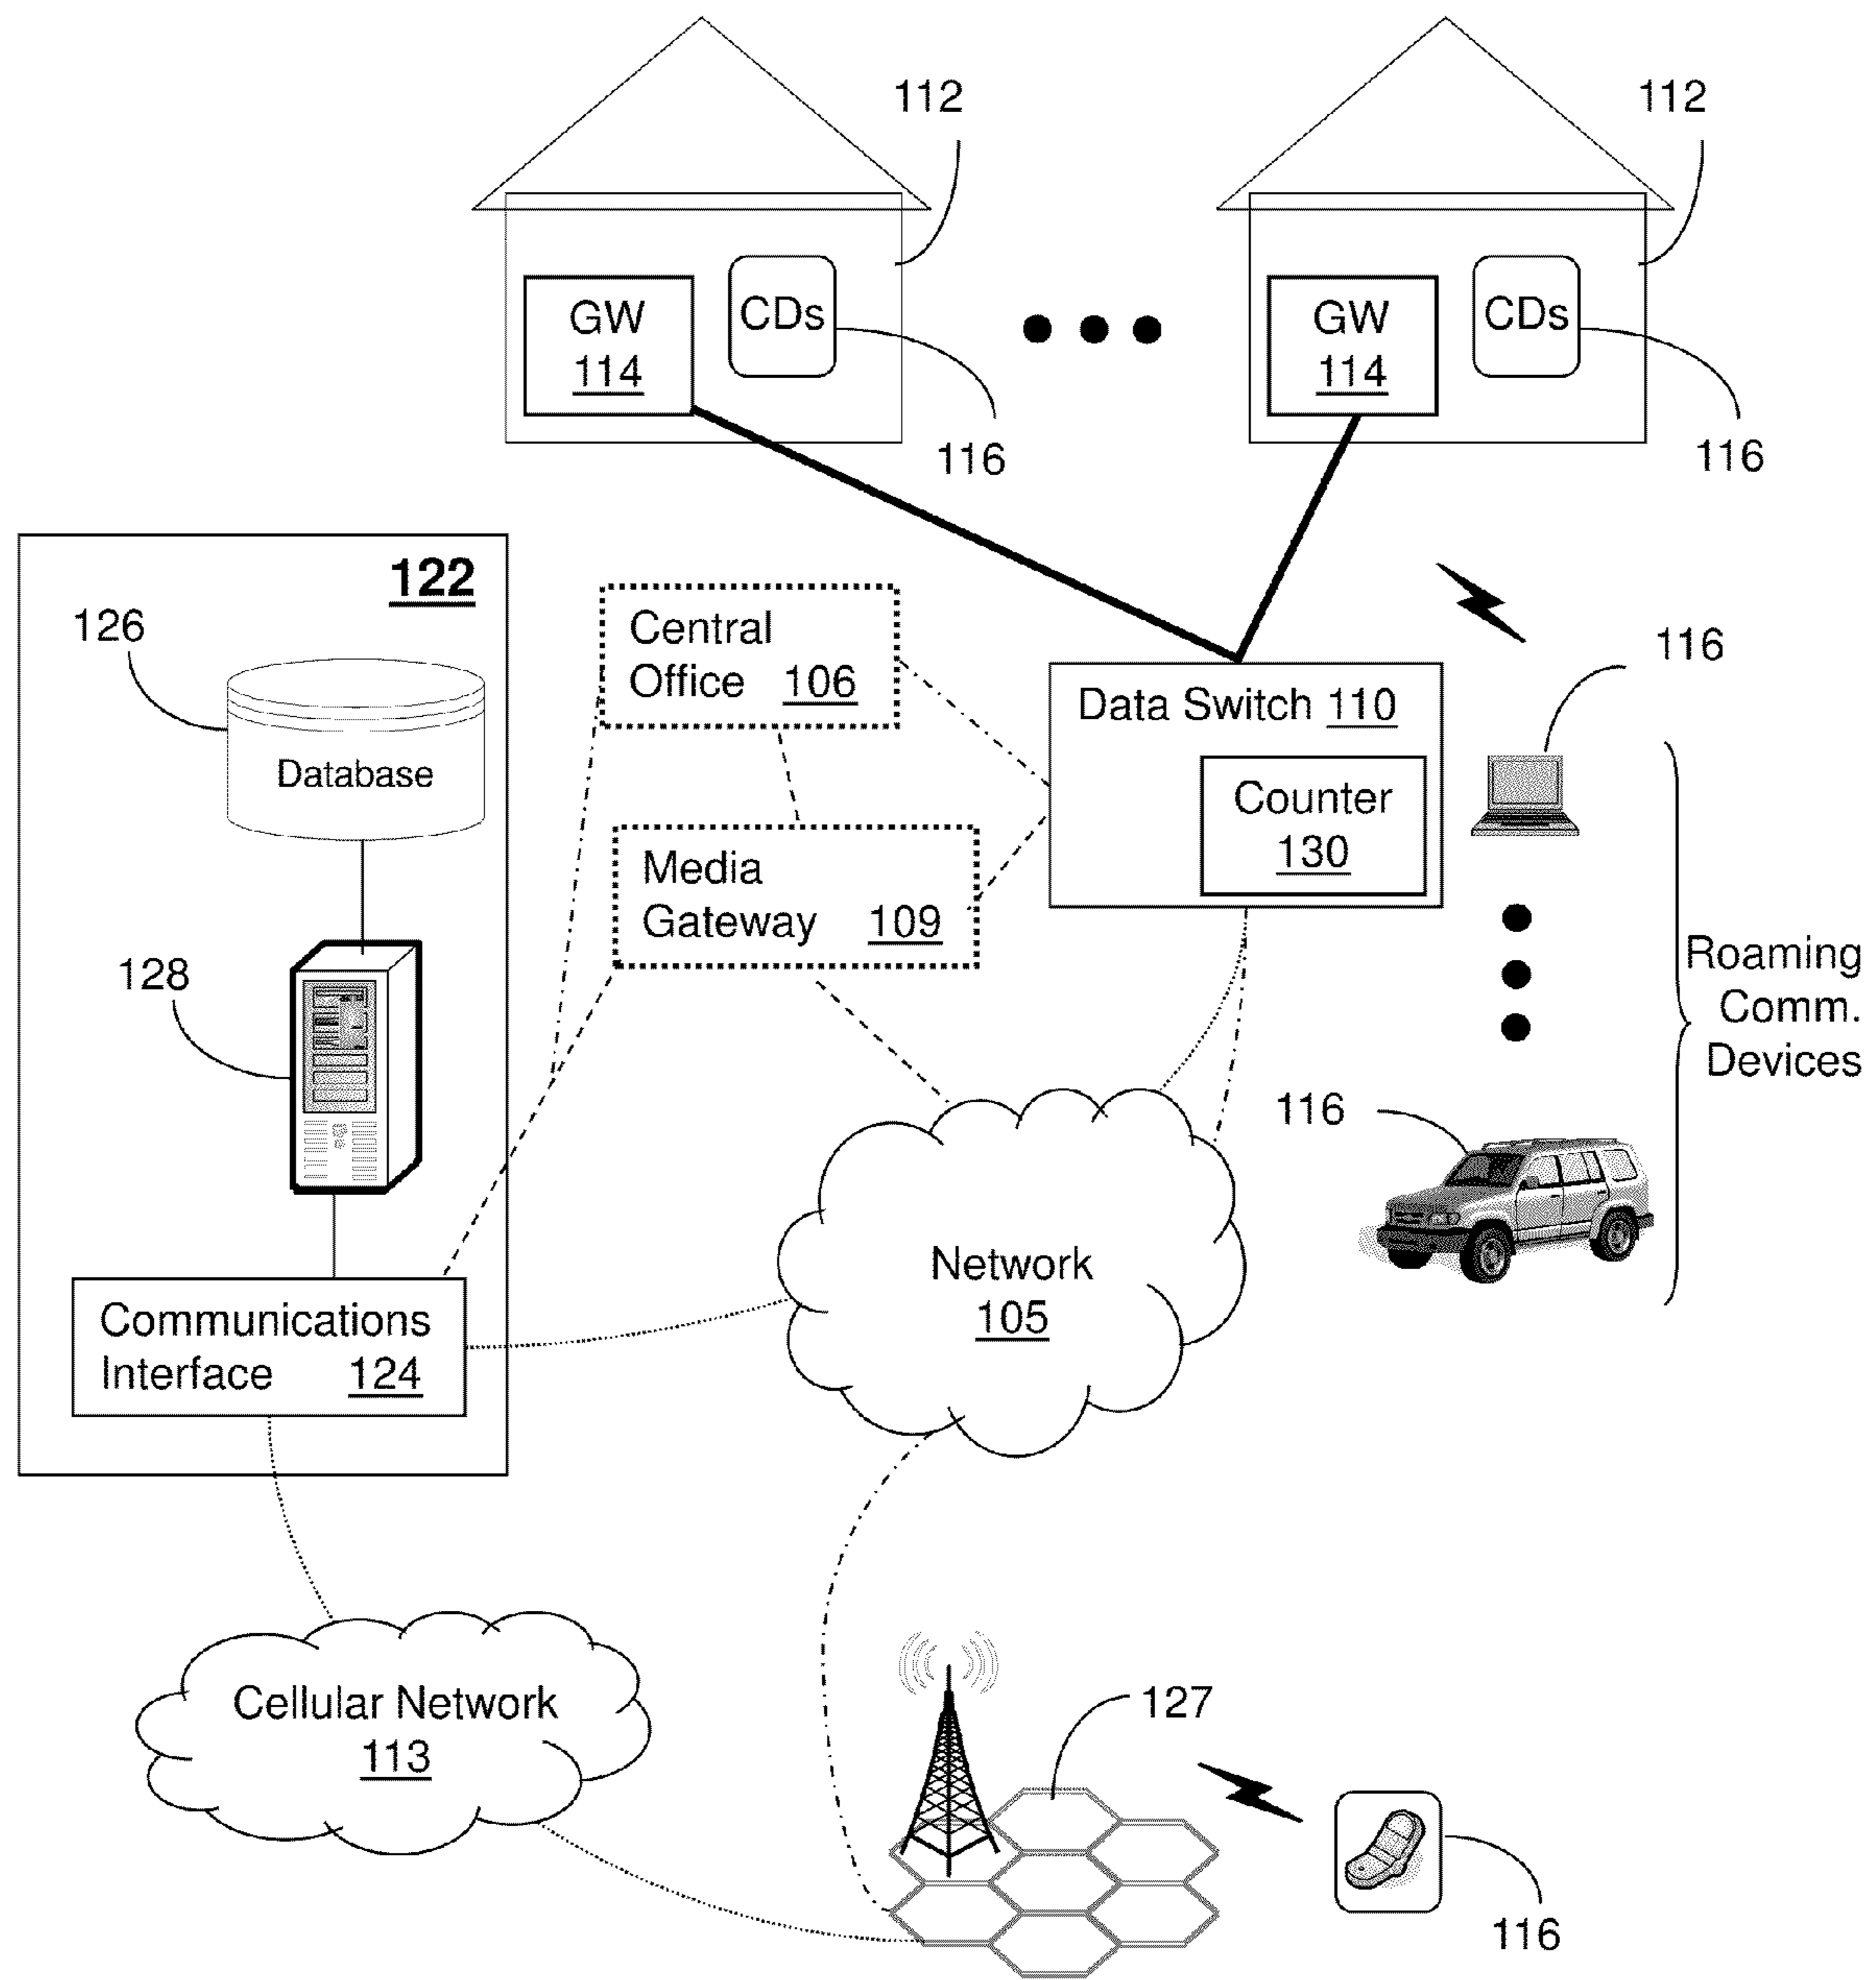 112
112
GW
114
CDs
GW
114
CDs
116
116
122
126
Database
Central
Office 106
116
Data Switch 110
Counter
130
Media
Gateway 109
128
Roaming
Comm.
Devices
116
Network
105
Communications
Interface 124
Cellular Network
113
127
116